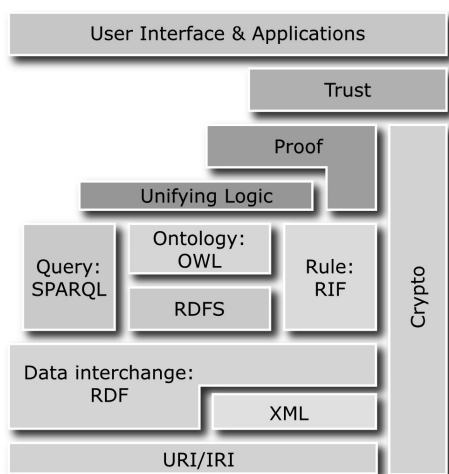 User Interface & Applications
Trust
Proof
Unifying Logic
Query:
SPARQL
Ontology:
OWL
RDFS
Rule:
RIF
Crypto
Data interchange:
RDF
XML
URI/IRI